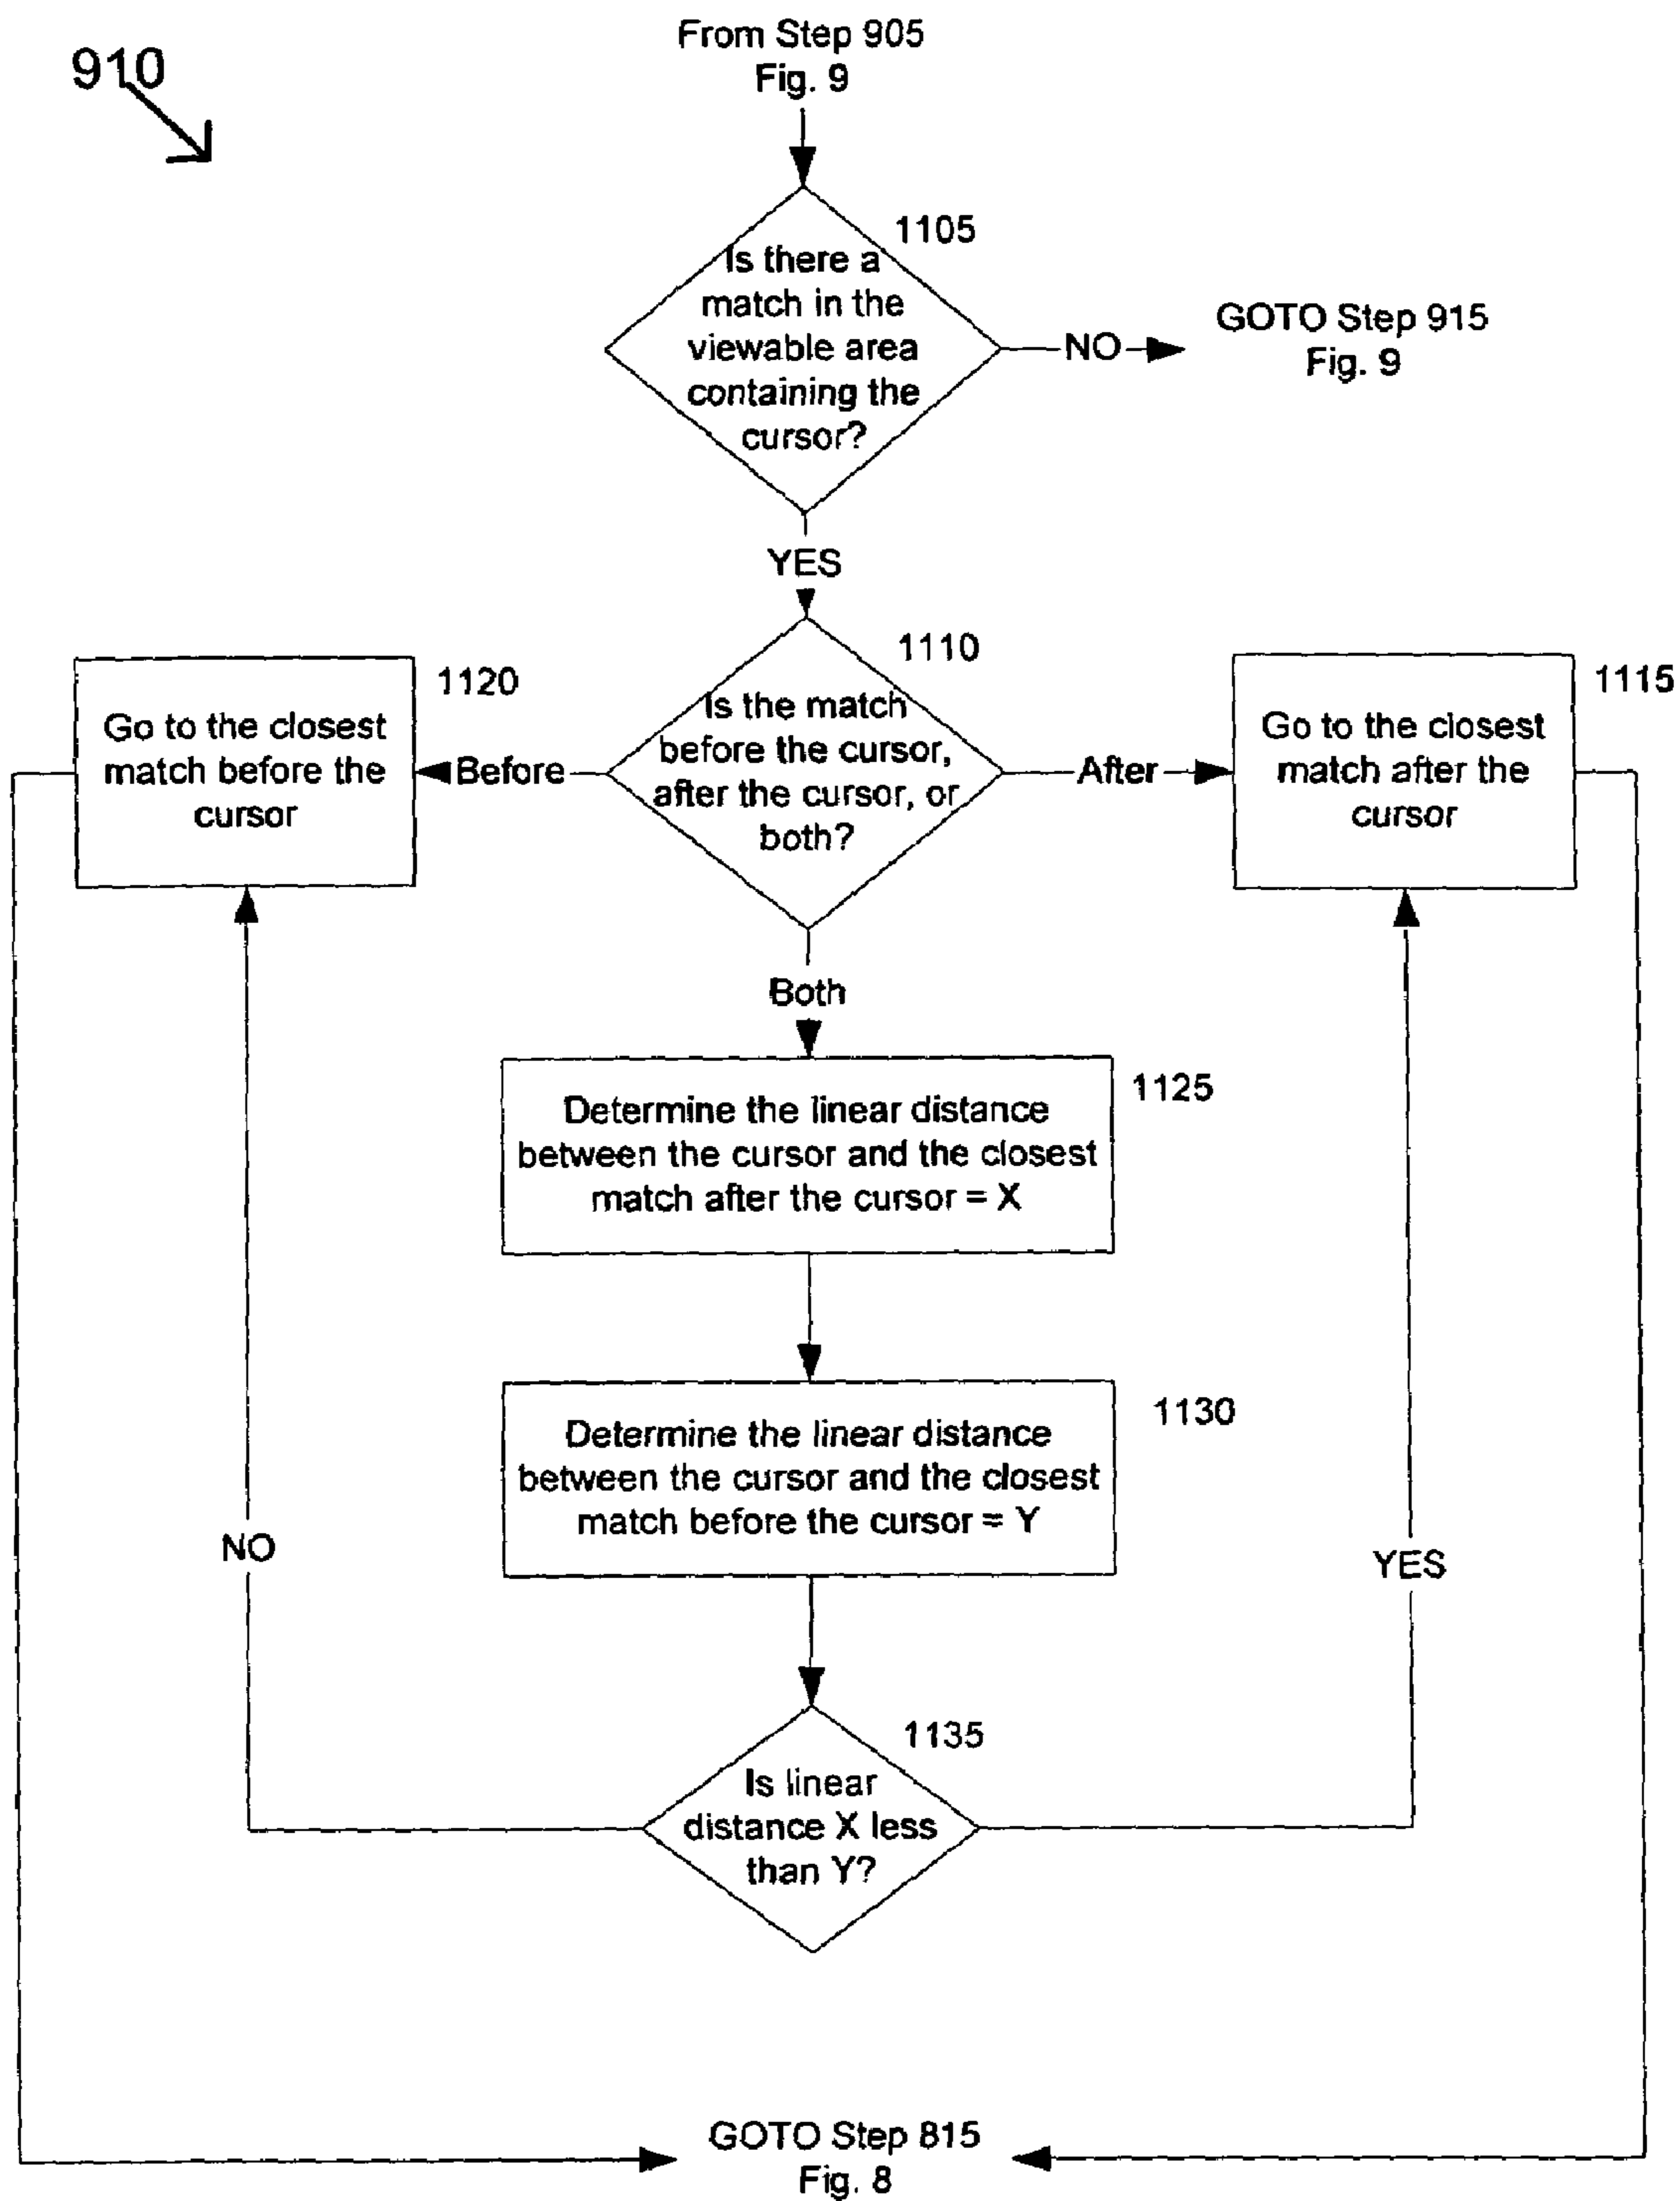 910
From Step 905
Fig. 9
1105
Is there a
match in the
viewable area
containing the
cursor?
NO
GOTO Step 915
Fig. 9
YES
1110
Is the match
before the cursor,
after the cursor, or
both?
Before
After
1120
Go to the closest
match before the
cursor
1115
Go to the closest
match after the
cursor
Both
1125
Determine the linear distance
between the cursor and the closest
match after the cursor = X
1130
Determine the linear distance
between the cursor and the closest
match before the cursor = Y
NO
YES
1135
Is linear
distance X less
than Y?
GOTO Step 815
Fig. 8